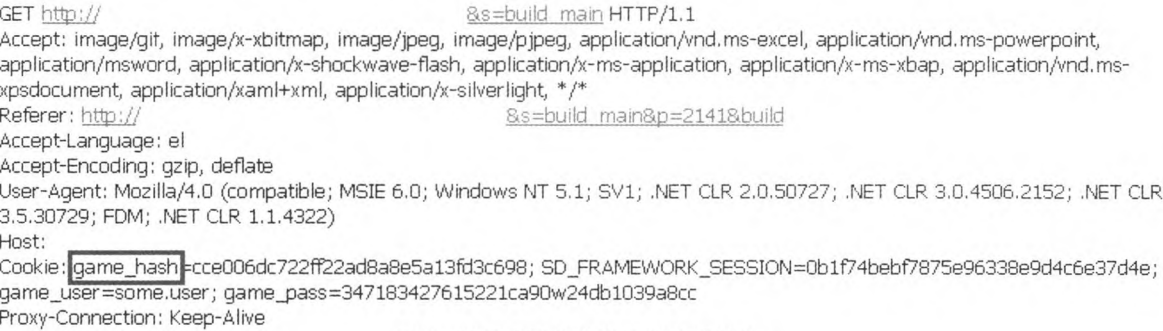 GET http:// &s=build_main HTTP/1.1
Accept: image/gif, image/x-xbitmap, image/jpeg, image/pjpeg, application/vnd.ms-excel, application/vnd.ms-powerpoint,
application/msword, application/x-shockwave-flash, application/x-ms-application, application/x-ms-xbap, application/vnd.ms-
xpsdocument, application/xaml+xml, application/x-silverlight, */*
Referer: http:// &s=build_main&p=2141&build
Accept-Language: el
Accept-Encoding: gzip, deflate
User-Agent: Mozilla/4.0 (compatible; MSIE 6.0; Windows NT 5.1; SV1; .NET CLR 2.0.50727; .NET CLR 3.0.4506.2152; .NET CLR
3.5.30729; FDM; .NET CLR 1.1.4322)
Host:
Cookie: game_hash=cce006dc722ff22ad8a8e5a13fd3c698; SD_FRAMEWORK_SESSION=0b1f74bebf7875e96338e9d4c6e37d4e;
game_user=some.user; game_pass=347183427615221ca90w24db1039a8cc
Proxy-Connection: Keep-Alive